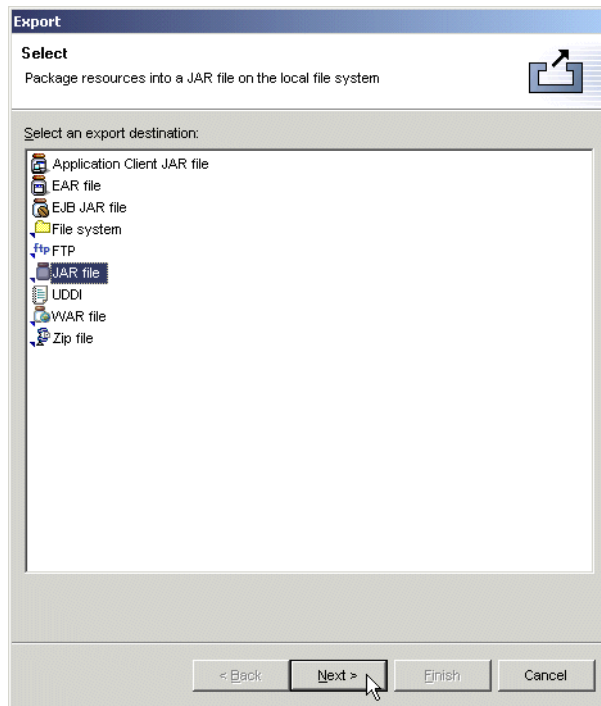 Export
Select
Package resources into a JAR file on the local file system
Select an export destination:
Application Client JAR file
EAR file
EJB JAR file
File system
ftp FTP
JAR file
UDDI
WAR file
Zip file
< Back Next > Finish Cancel